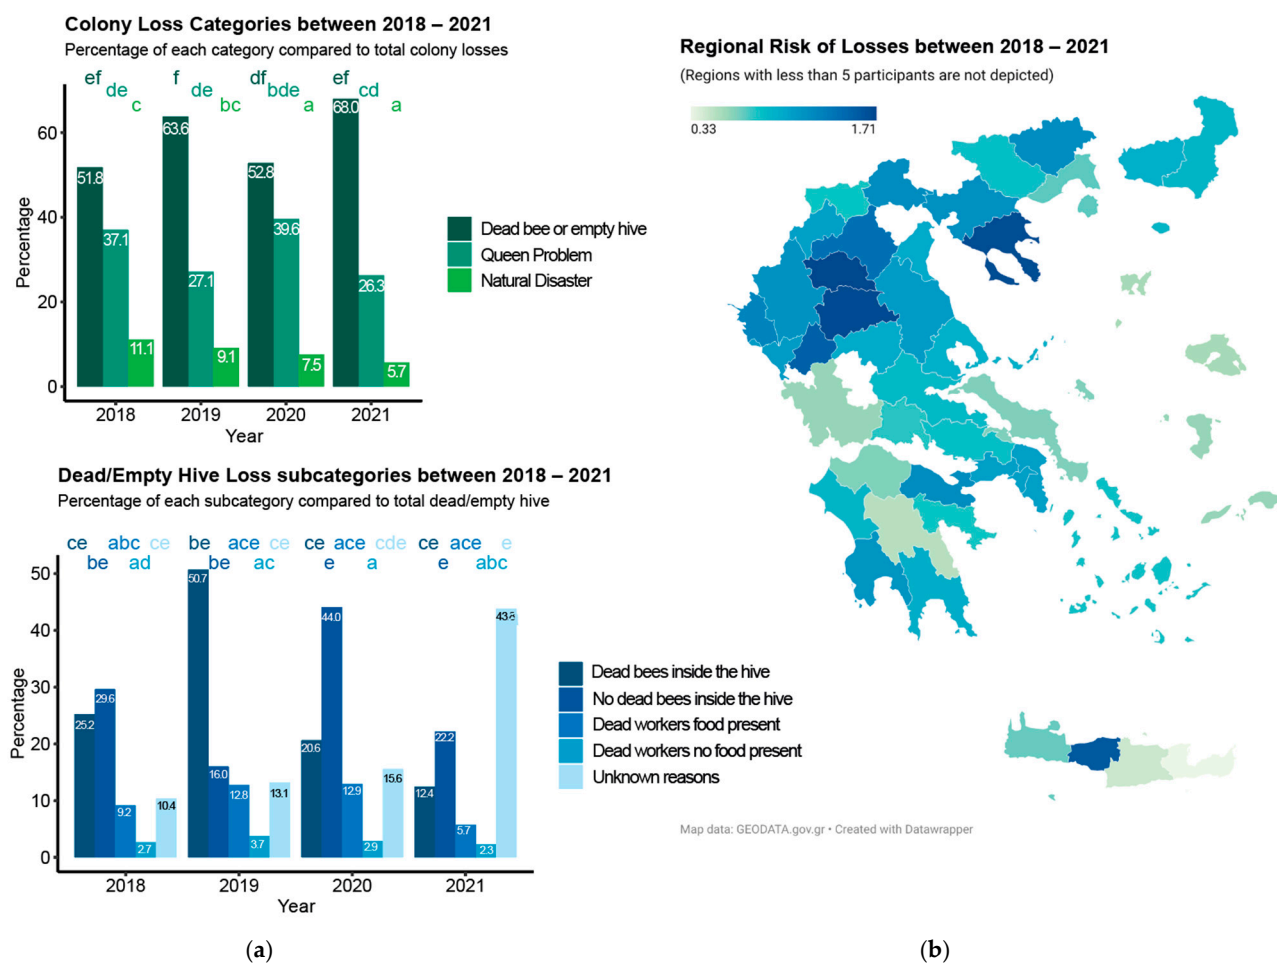 Colony Loss Categories between 2018 – 2021
Percentage of each category compared to total colony losses
ef f df ef
de de bde cd
c bc a a
Percentage
60
40
20
0
51.8 37.1 11.1
63.6 27.1 9.1
52.8 39.6 7.5
68.0 26.3 5.7
2018 2019 2020 2021
Year
Dead bee or empty hive
Queen Problem
Natural Disaster
Dead/Empty Hive Loss subcategories between 2018 – 2021
Percentage of each subcategory compared to total dead/empty hive
ce abc ce be ace ce ce ace cde ce ace e
be ad be ac e a e abc
Percentage
50
40
30
20
10
0
25.2 29.6 9.2 2.7 10.4
50.7 16.0 12.8 3.7 13.1
20.6 44.0 12.9 2.9 15.6
12.4 22.2 5.7 2.3
2018 2019 2020 2021
Year
Dead bees inside the hive
No dead bees inside the hive
Dead workers food present
Dead workers no food present
Unknown reasons
(a)
Regional Risk of Losses between 2018 – 2021
(Regions with less than 5 participants are not depicted)
0.33 1.71
Map data: GEODATA.gov.gr • Created with Datawrapper
(b)